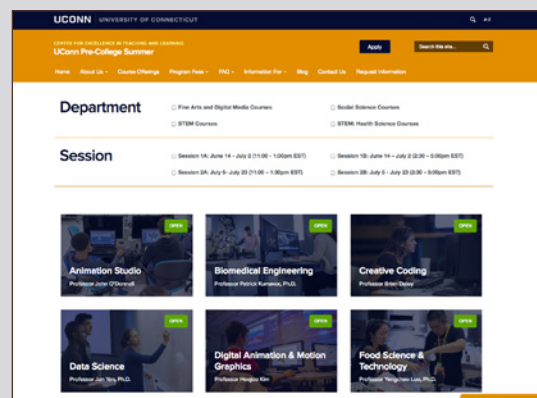 UCONN | UNIVERSITY OF CONNECTICUT
A-Z
CENTER FOR EXCELLENCE IN TEACHING AND LEARNING
UConn Pre-College Summer
Apply
Search this site...
Home About Us Course Offerings Program Fees FAQ Information For Blog Contact Us Request Information
Department
Fine Arts and Digital Media Courses
Social Science Courses
STEM Courses
STEM: Health Science Courses
Session
Session 1A: June 14 - July 2 (11:00 - 1:00pm EST)
Session 1B: June 14 – July 2 (2:30 – 5:00pm EST)
Session 2A: July 5- July 23 (11:00 – 1:30pm EST)
Session 2B: July 5 - July 23 (2:30 – 5:00pm EST)
OPEN
Animation Studio
Professor John O'Donnell
OPEN
Biomedical Engineering
Professor Patrick Kumavor, Ph.D.
OPEN
Creative Coding
Professor Brian Daley
OPEN
Data Science
Professor Jun Yan, Ph.D.
OPEN
Digital Animation & Motion
Graphics
Professor Heejoo Kim
OPEN
Food Science &
Technology
Professor Yangchao Luo, Ph.D.